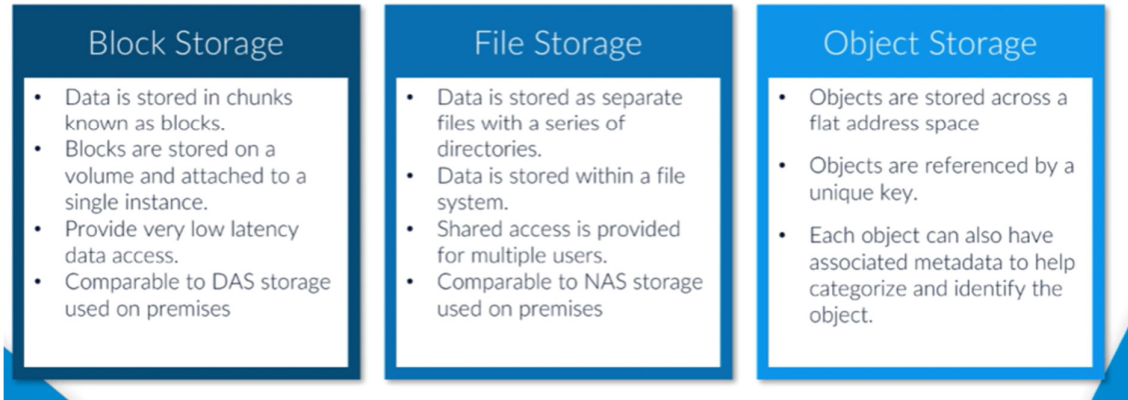 Block Storage
• Data is stored in chunks
known as blocks.
• Blocks are stored on a
volume and attached to a
single instance.
• Provide very low latency
data access.
• Comparable to DAS storage
used on premises
File Storage
• Data is stored as separate
files with a series of
directories.
• Data is stored within a file
system.
• Shared access is provided
for multiple users.
• Comparable to NAS storage
used on premises
Object Storage
• Objects are stored across a
flat address space
• Objects are referenced by a
unique key.
• Each object can also have
associated metadata to help
categorize and identify the
object.